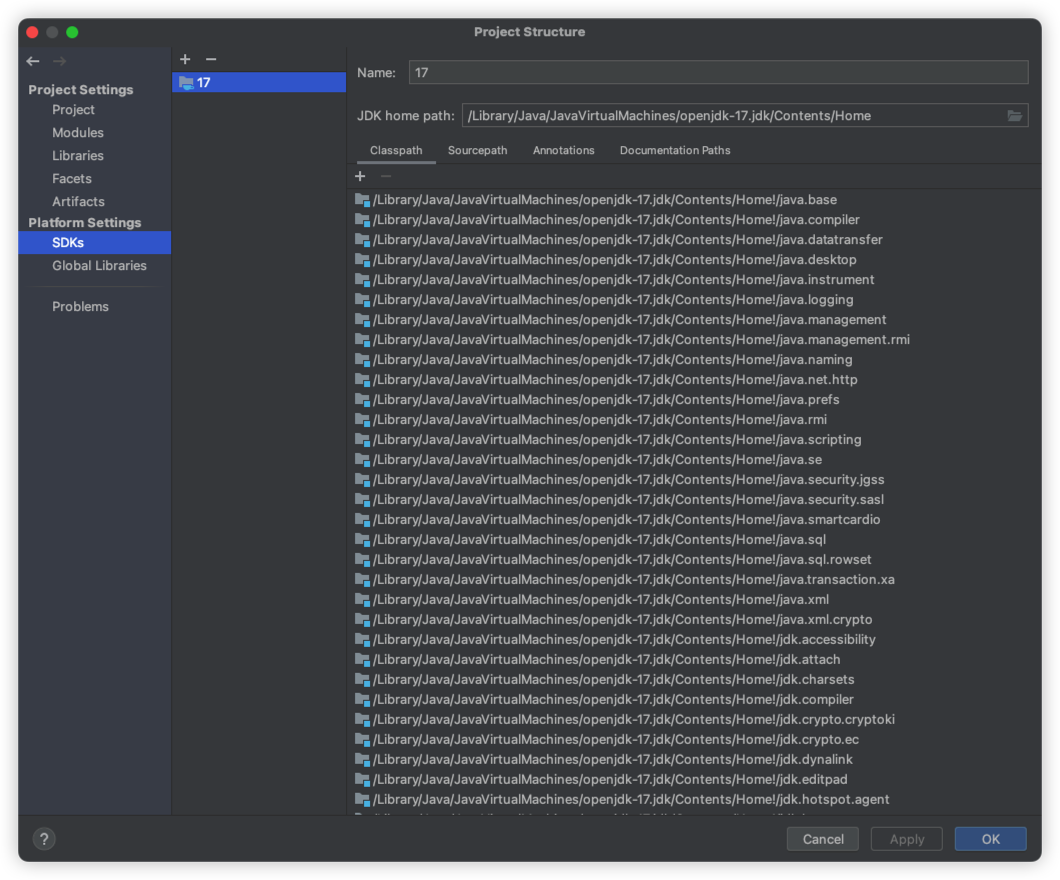 Project Structure
Project Settings
Project
Modules
Libraries
Facets
Artifacts
Platform Settings
SDKs
Global Libraries
Problems
17
Name: 17
JDK home path: /Library/Java/JavaVirtualMachines/openjdk-17.jdk/Contents/Home
Classpath Sourcepath Annotations Documentation Paths
/Library/Java/JavaVirtualMachines/openjdk-17.jdk/Contents/Home!/java.base
/Library/Java/JavaVirtualMachines/openjdk-17.jdk/Contents/Home!/java.compiler
/Library/Java/JavaVirtualMachines/openjdk-17.jdk/Contents/Home!/java.datatransfer
/Library/Java/JavaVirtualMachines/openjdk-17.jdk/Contents/Home!/java.desktop
/Library/Java/JavaVirtualMachines/openjdk-17.jdk/Contents/Home!/java.instrument
/Library/Java/JavaVirtualMachines/openjdk-17.jdk/Contents/Home!/java.logging
/Library/Java/JavaVirtualMachines/openjdk-17.jdk/Contents/Home!/java.management
/Library/Java/JavaVirtualMachines/openjdk-17.jdk/Contents/Home!/java.management.rmi
/Library/Java/JavaVirtualMachines/openjdk-17.jdk/Contents/Home!/java.naming
/Library/Java/JavaVirtualMachines/openjdk-17.jdk/Contents/Home!/java.net.http
/Library/Java/JavaVirtualMachines/openjdk-17.jdk/Contents/Home!/java.prefs
/Library/Java/JavaVirtualMachines/openjdk-17.jdk/Contents/Home!/java.rmi
/Library/Java/JavaVirtualMachines/openjdk-17.jdk/Contents/Home!/java.scripting
/Library/Java/JavaVirtualMachines/openjdk-17.jdk/Contents/Home!/java.se
/Library/Java/JavaVirtualMachines/openjdk-17.jdk/Contents/Home!/java.security.jgss
/Library/Java/JavaVirtualMachines/openjdk-17.jdk/Contents/Home!/java.security.sasl
/Library/Java/JavaVirtualMachines/openjdk-17.jdk/Contents/Home!/java.smartcardio
/Library/Java/JavaVirtualMachines/openjdk-17.jdk/Contents/Home!/java.sql
/Library/Java/JavaVirtualMachines/openjdk-17.jdk/Contents/Home!/java.sql.rowset
/Library/Java/JavaVirtualMachines/openjdk-17.jdk/Contents/Home!/java.transaction.xa
/Library/Java/JavaVirtualMachines/openjdk-17.jdk/Contents/Home!/java.xml
/Library/Java/JavaVirtualMachines/openjdk-17.jdk/Contents/Home!/java.xml.crypto
/Library/Java/JavaVirtualMachines/openjdk-17.jdk/Contents/Home!/jdk.accessibility
/Library/Java/JavaVirtualMachines/openjdk-17.jdk/Contents/Home!/jdk.attach
/Library/Java/JavaVirtualMachines/openjdk-17.jdk/Contents/Home!/jdk.charsets
/Library/Java/JavaVirtualMachines/openjdk-17.jdk/Contents/Home!/jdk.compiler
/Library/Java/JavaVirtualMachines/openjdk-17.jdk/Contents/Home!/jdk.crypto.cryptoki
/Library/Java/JavaVirtualMachines/openjdk-17.jdk/Contents/Home!/jdk.crypto.ec
/Library/Java/JavaVirtualMachines/openjdk-17.jdk/Contents/Home!/jdk.dynalink
/Library/Java/JavaVirtualMachines/openjdk-17.jdk/Contents/Home!/jdk.editpad
/Library/Java/JavaVirtualMachines/openjdk-17.jdk/Contents/Home!/jdk.hotspot.agent
? Cancel Apply OK